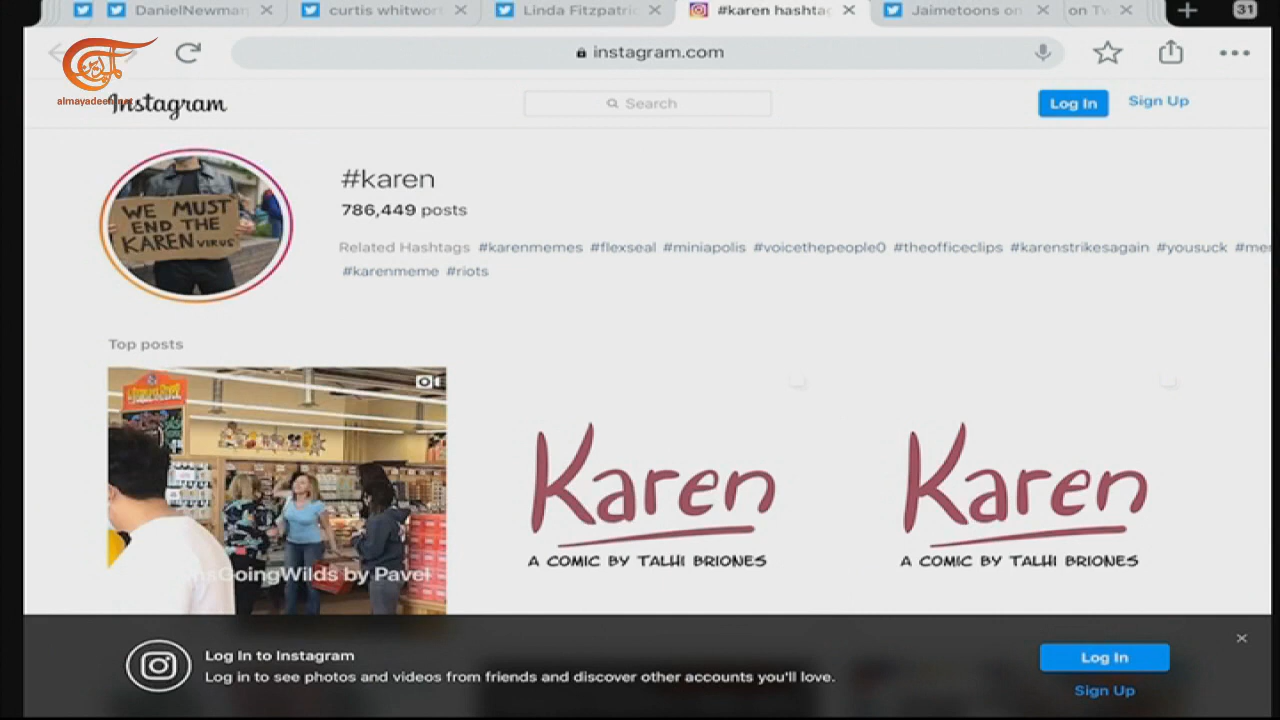 DanielNewman
curtis whitwort
Linda Fitzpatric
#karen hashtag
Jaimetoons on
on Tw
31
instagram.com
الميادين
almayadeen.net
Instagram
Search
Log In
Sign Up
WE MUST
END THE
KAREN VIRUS
#karen
786,449 posts
Related Hashtags #karenmemes #flexseal #miniapolis #voicethepeople0 #theofficeclips #karenstrikesagain #yousuck #me
#karenmeme #riots
Top posts
nsGoingWilds by Pavel
Karen
A COMIC BY TALHI BRIONES
Karen
A COMIC BY TALHI BRIONES
Log In to Instagram
Log in to see photos and videos from friends and discover other accounts you'll love.
Log In
Sign Up